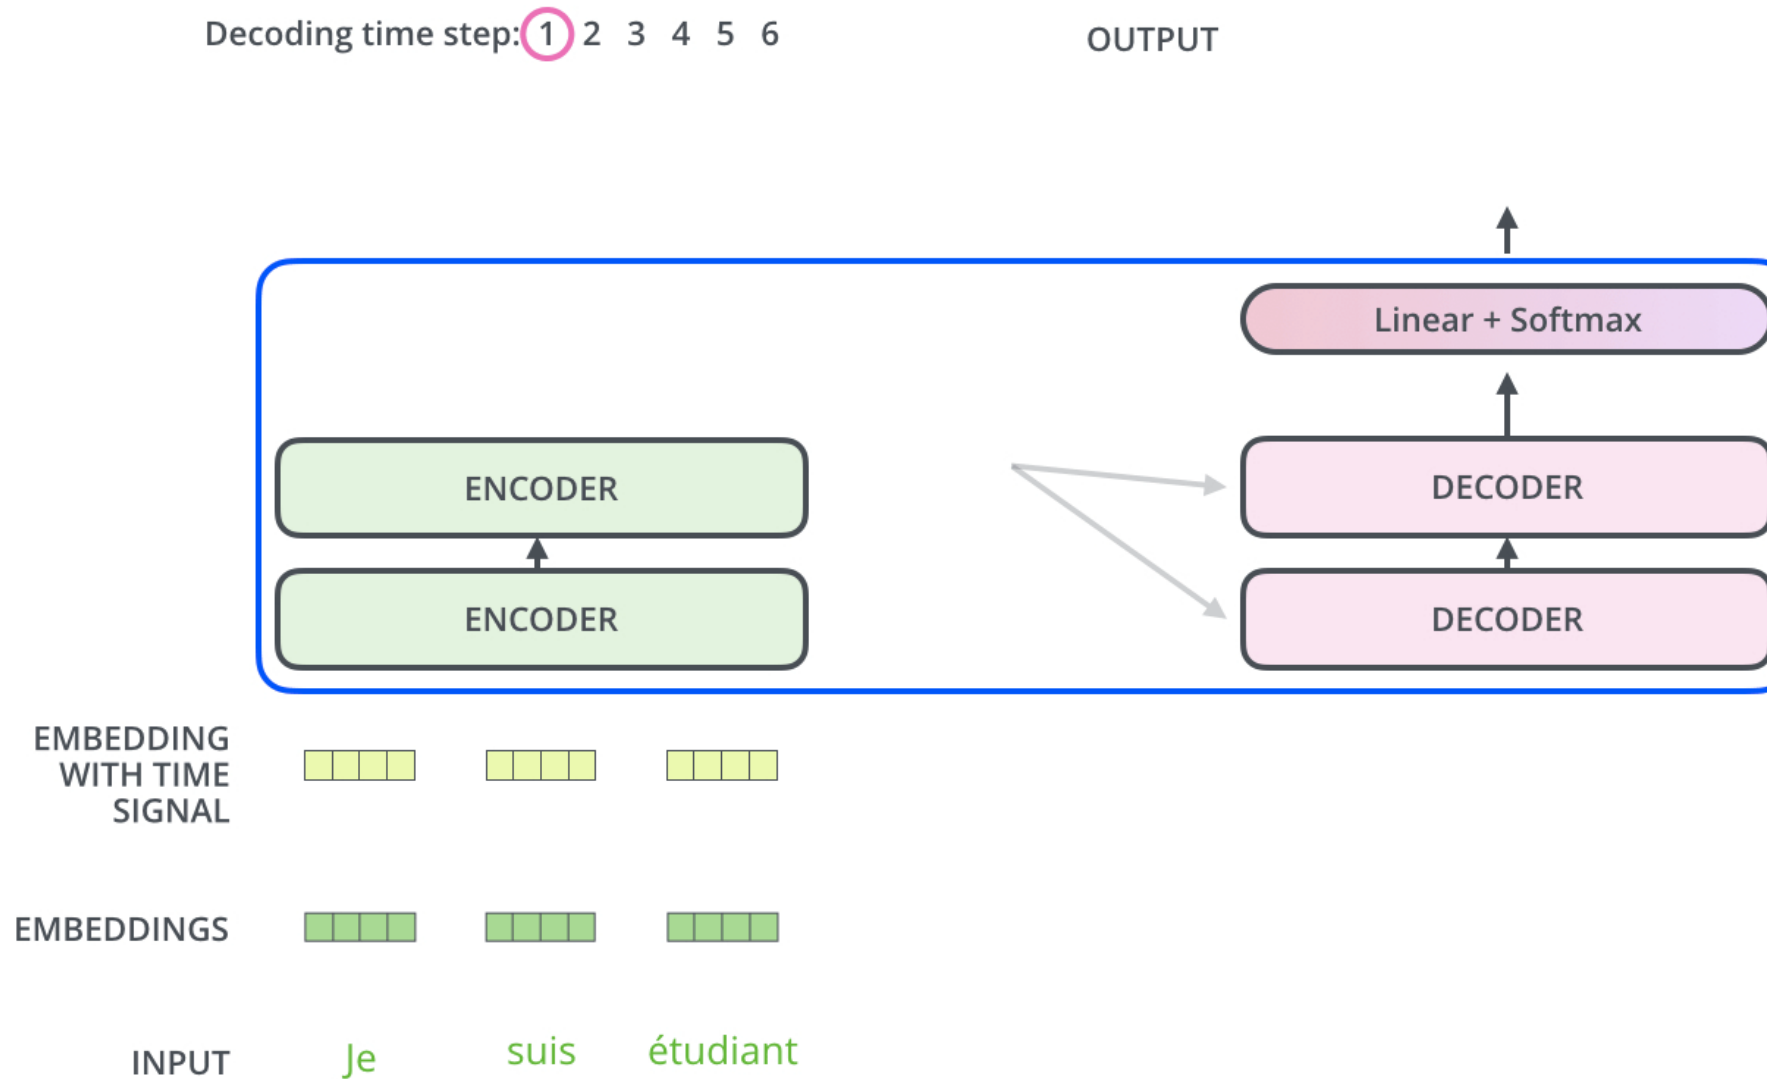 Decoding time step: 1 2 3 4 5 6
OUTPUT
Linear + Softmax
ENCODER
DECODER
ENCODER
DECODER
EMBEDDING
WITH TIME
SIGNAL
EMBEDDINGS
INPUT Je suis étudiant